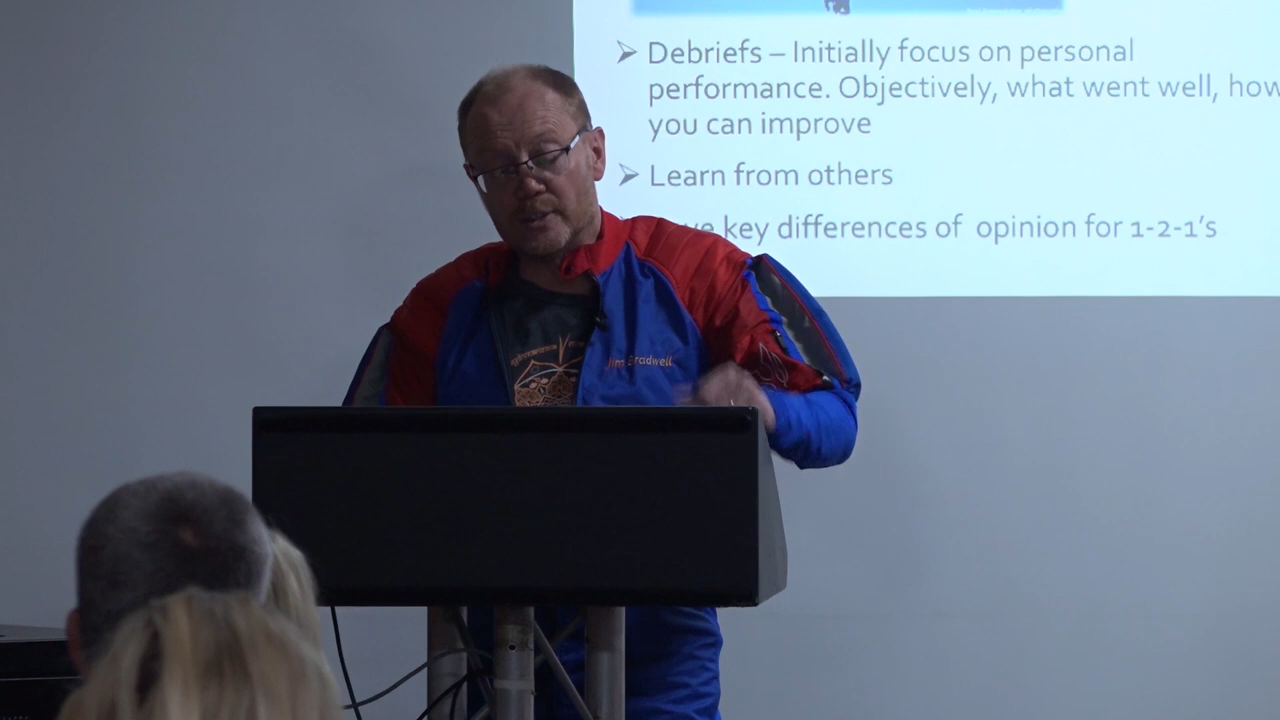 ➢ Debriefs – Initially focus on personal
performance. Objectively, what went well, how
you can improve
➢ Learn from others
key differences of opinion for 1-2-1's
Jim Bradwell